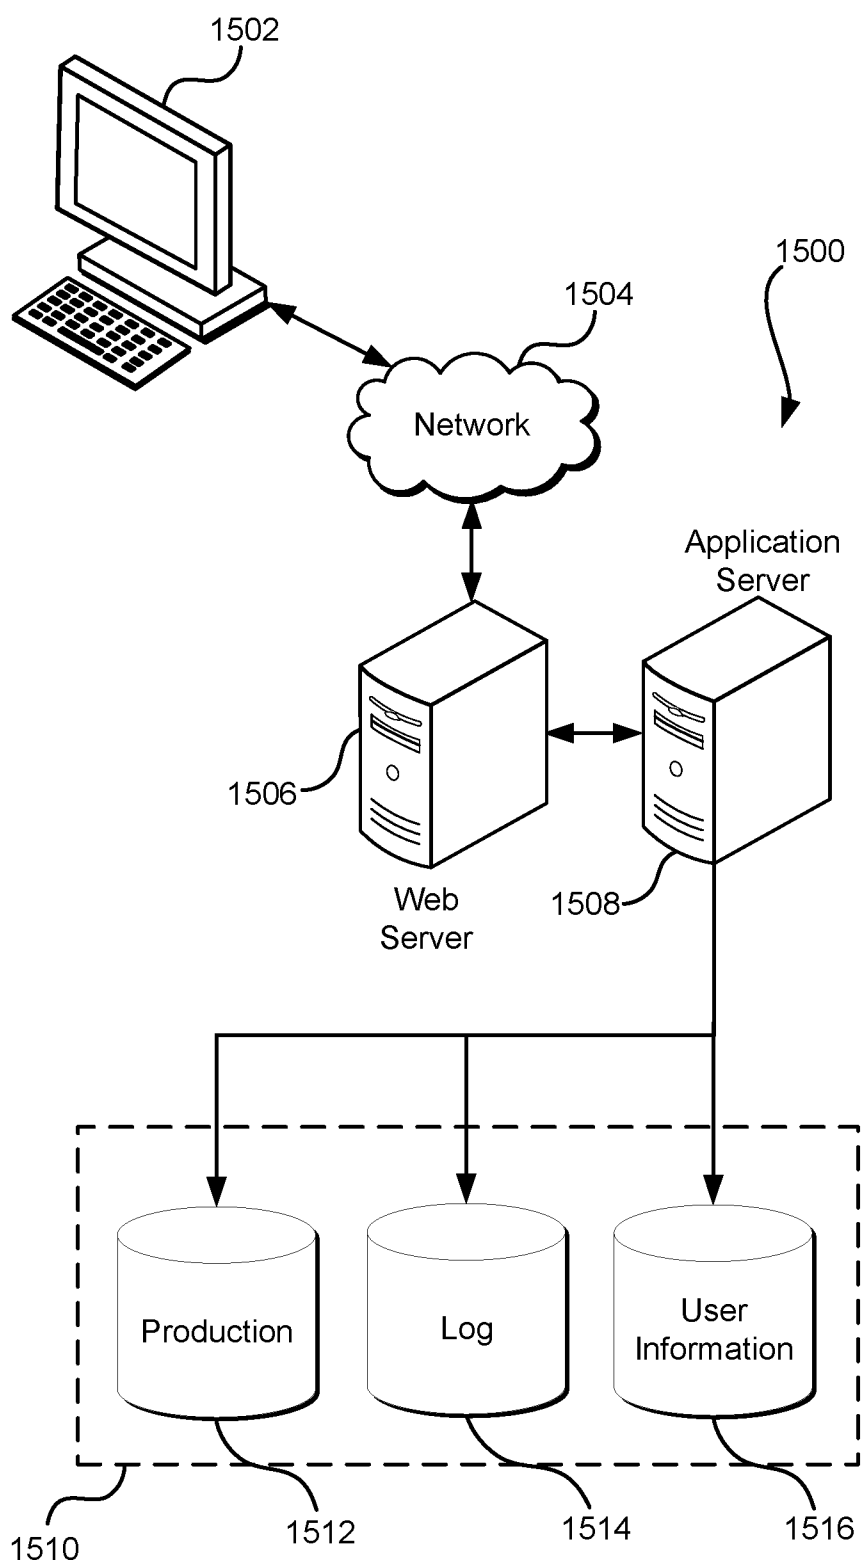 1502
1500
1504
Network
Application
Server
1506
Web
Server
1508
Production
Log
User
Information
1510
1512
1514
1516